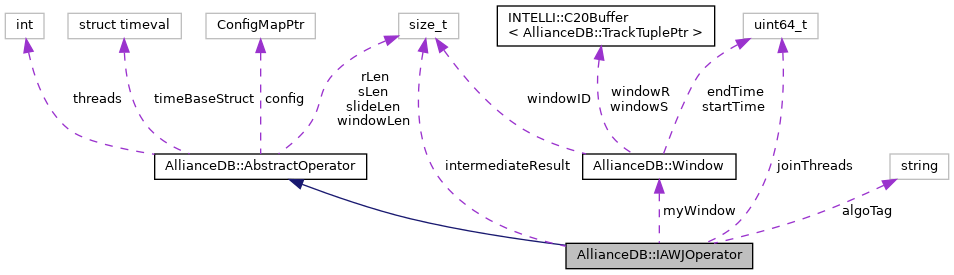 int
struct timeval
ConfigMapPtr
size_t
INTELLI::C20Buffer
< AllianceDB::TrackTuplePtr >
uint64_t
threads
timeBaseStruct
config
rLen
sLen
slideLen
windowLen
windowID
windowR
windowS
endTime
startTime
AllianceDB::AbstractOperator
intermediateResult
AllianceDB::Window
joinThreads
string
myWindow
algoTag
AllianceDB::IAWJOperator